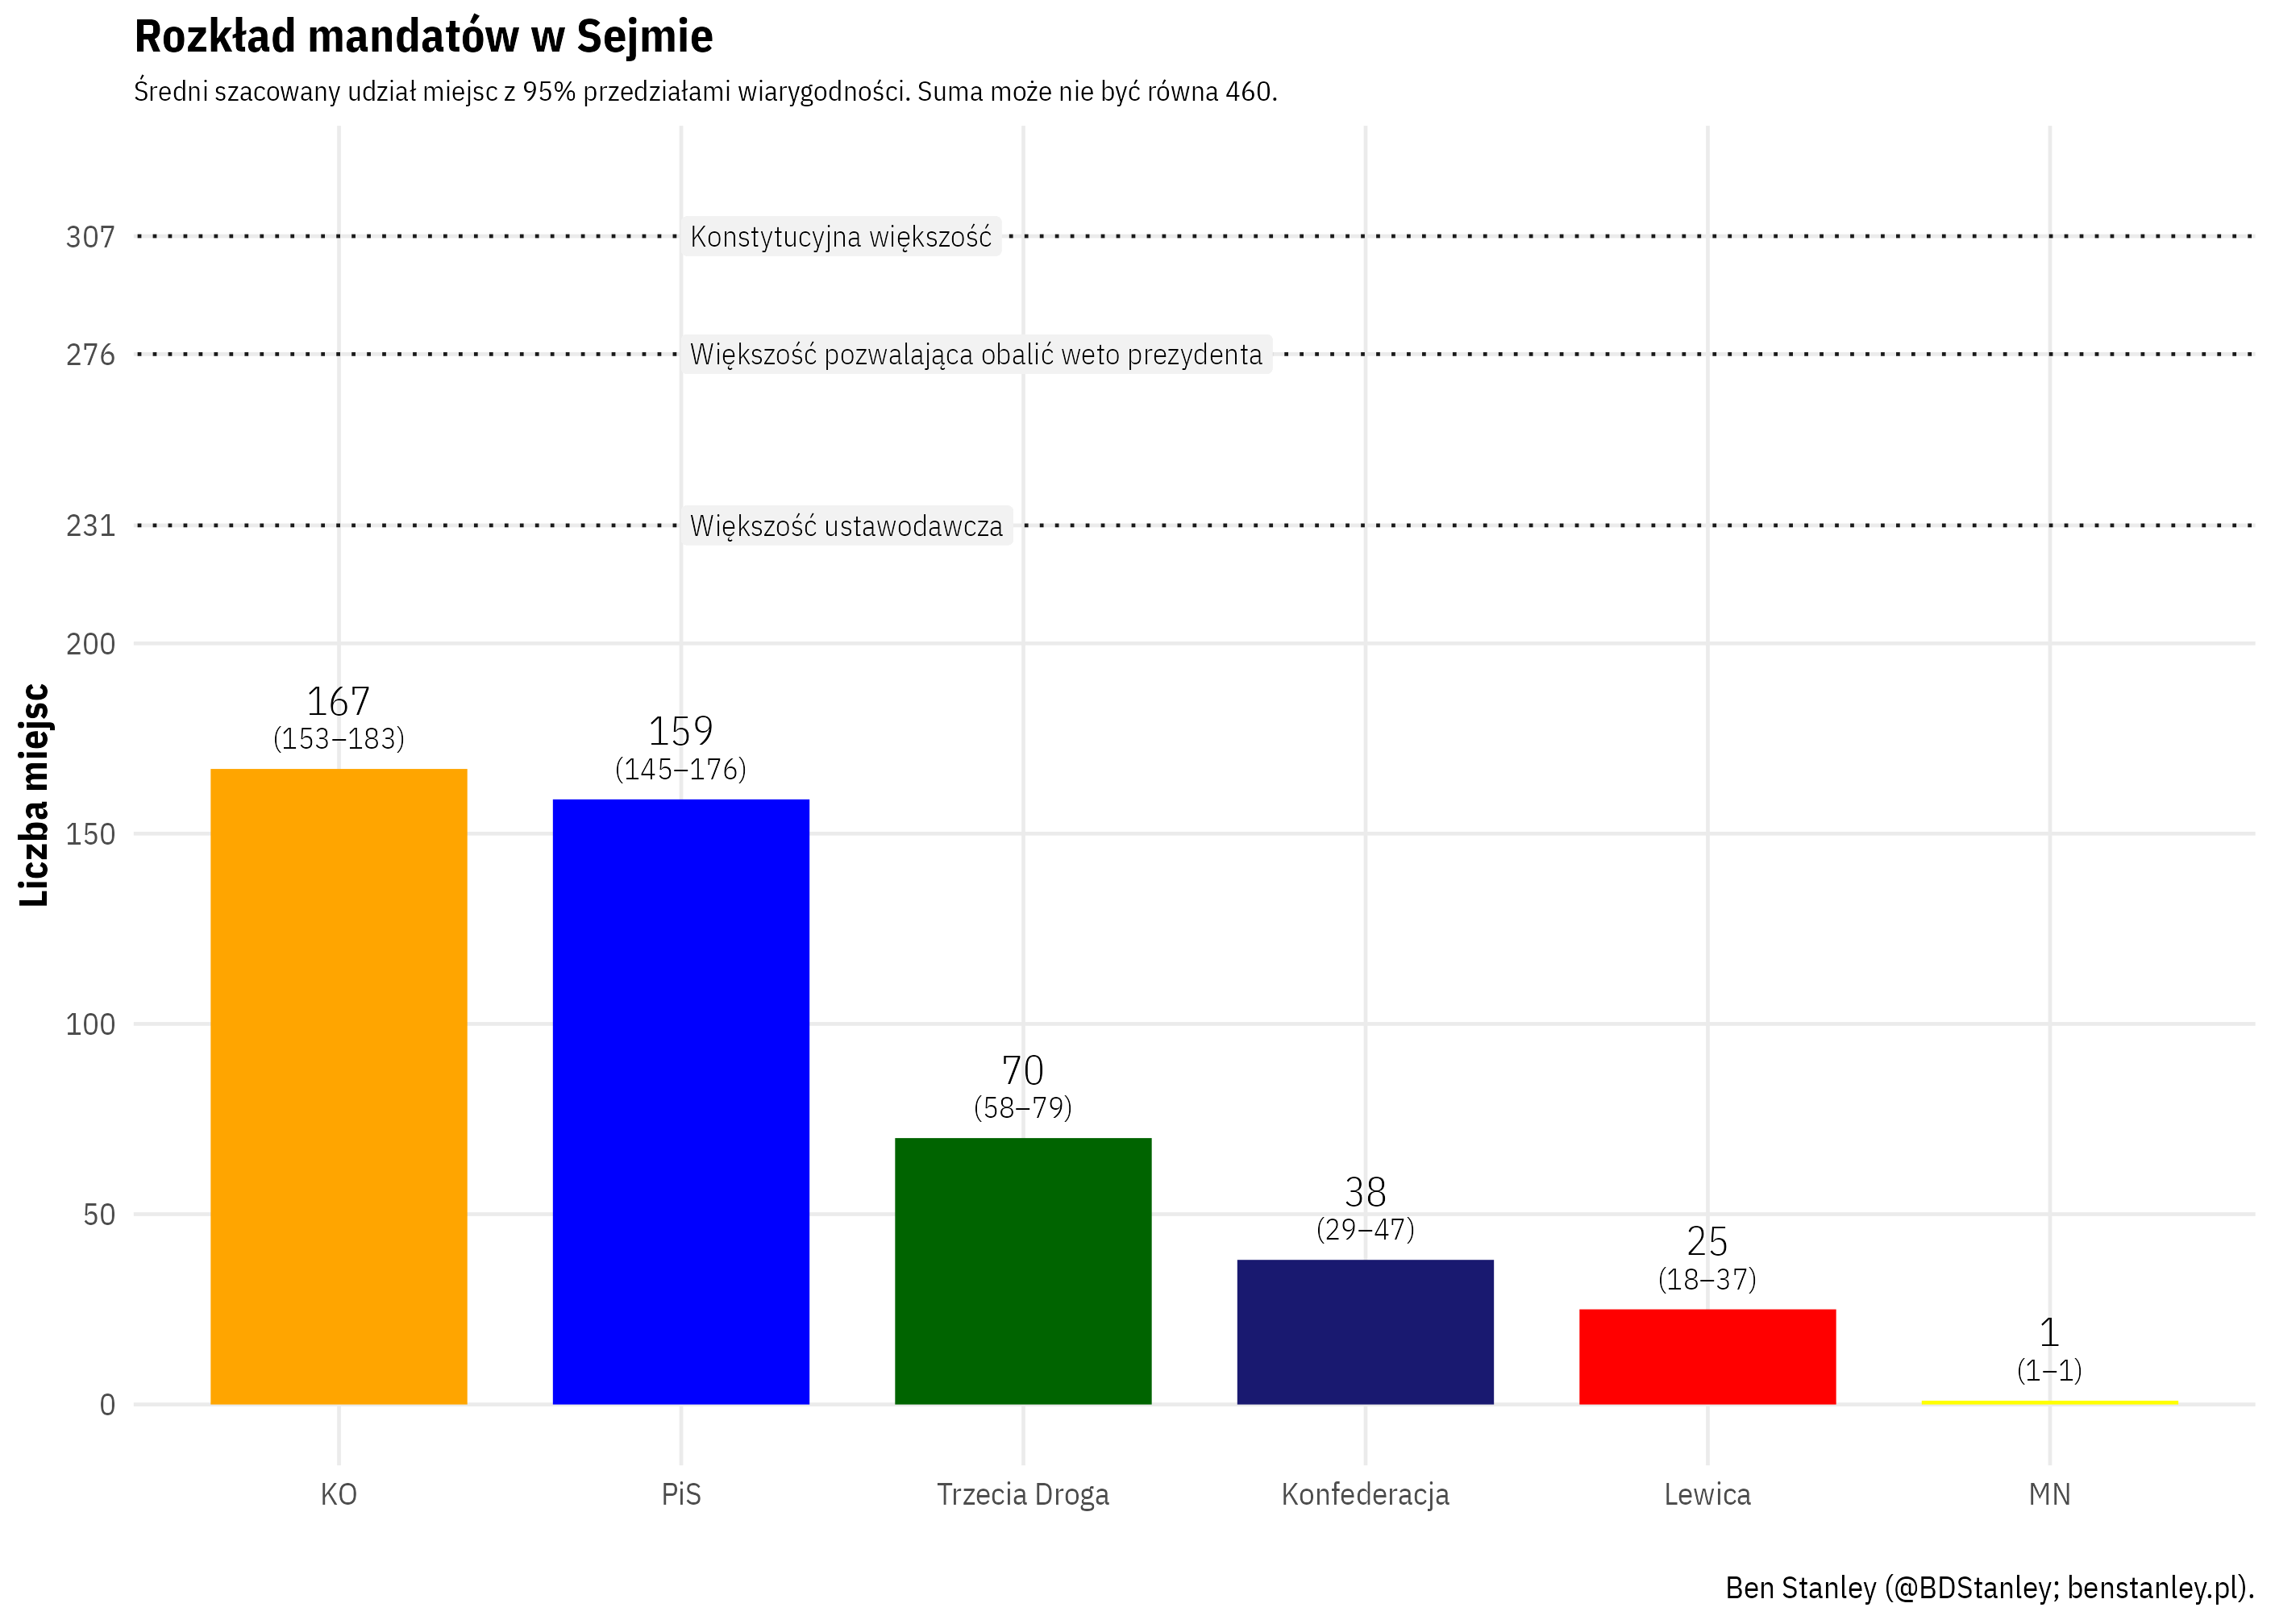 Rozkład mandatów w Sejmie
Średni szacowany udział miejsc z 95% przedziałami wiarygodności. Suma może nie być równa 460.
307
Konstytucyjna większość
276
Większość pozwalająca obalić weto prezydenta
231
Większość ustawodawcza
200
150
100
50
0
Liczba miejsc
167
(153–183)
159
(145–176)
70
(58–79)
38
(29–47)
25
(18–37)
1
(1–1)
KO
PiS
Trzecia Droga
Konfederacja
Lewica
MN
Ben Stanley (@BDStanley; benstanley.pl).